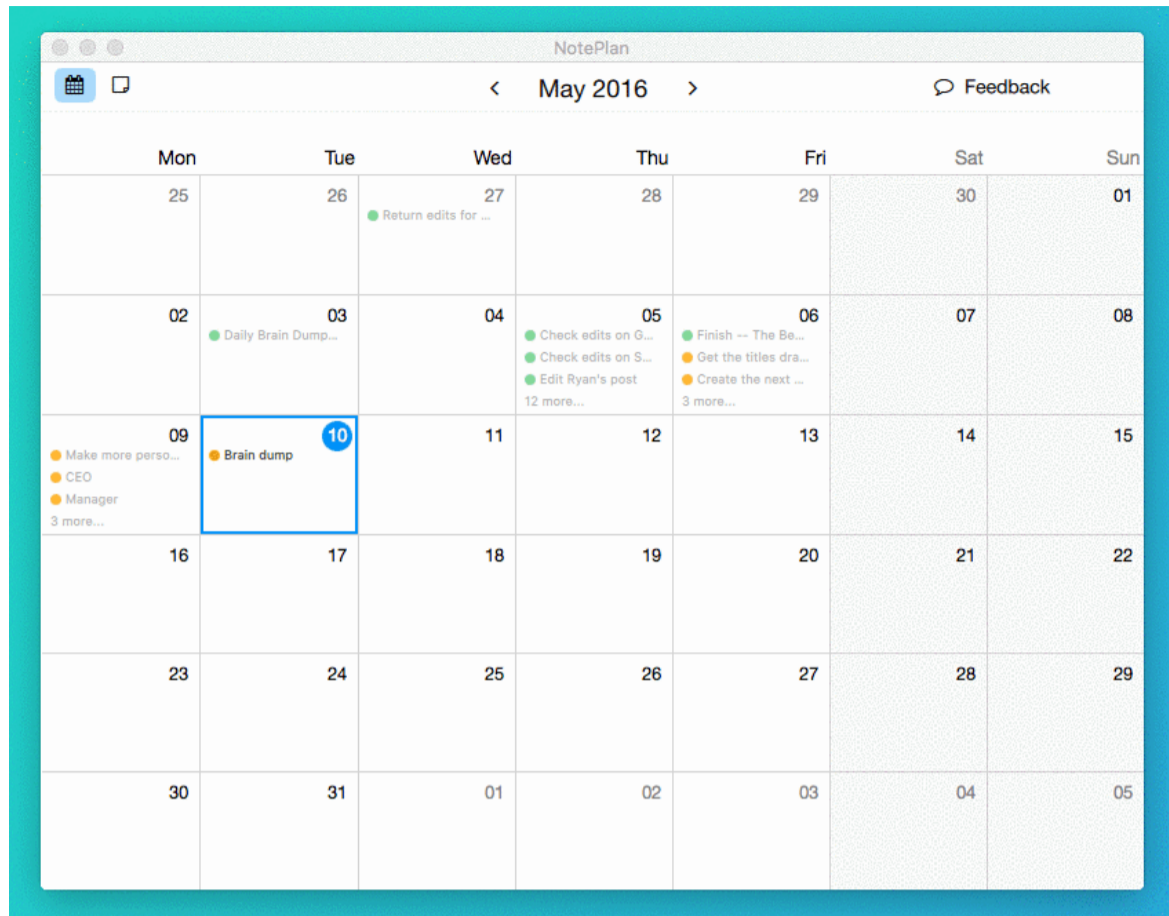 NotePlan
May 2016
Feedback
Mon Tue Wed Thu Fri Sat Sun
25 26 27 28 29 30 01
Return edits for ...
02 03 04 05 06 07 08
Daily Brain Dump... Check edits on G... Finish -- The Be...
Check edits on S... Get the titles dra...
Edit Ryan's post Create the next ...
12 more... 3 more...
09 10 11 12 13 14 15
Make more perso... Brain dump
CEO
Manager
3 more...
16 17 18 19 20 21 22
23 24 25 26 27 28 29
30 31 01 02 03 04 05